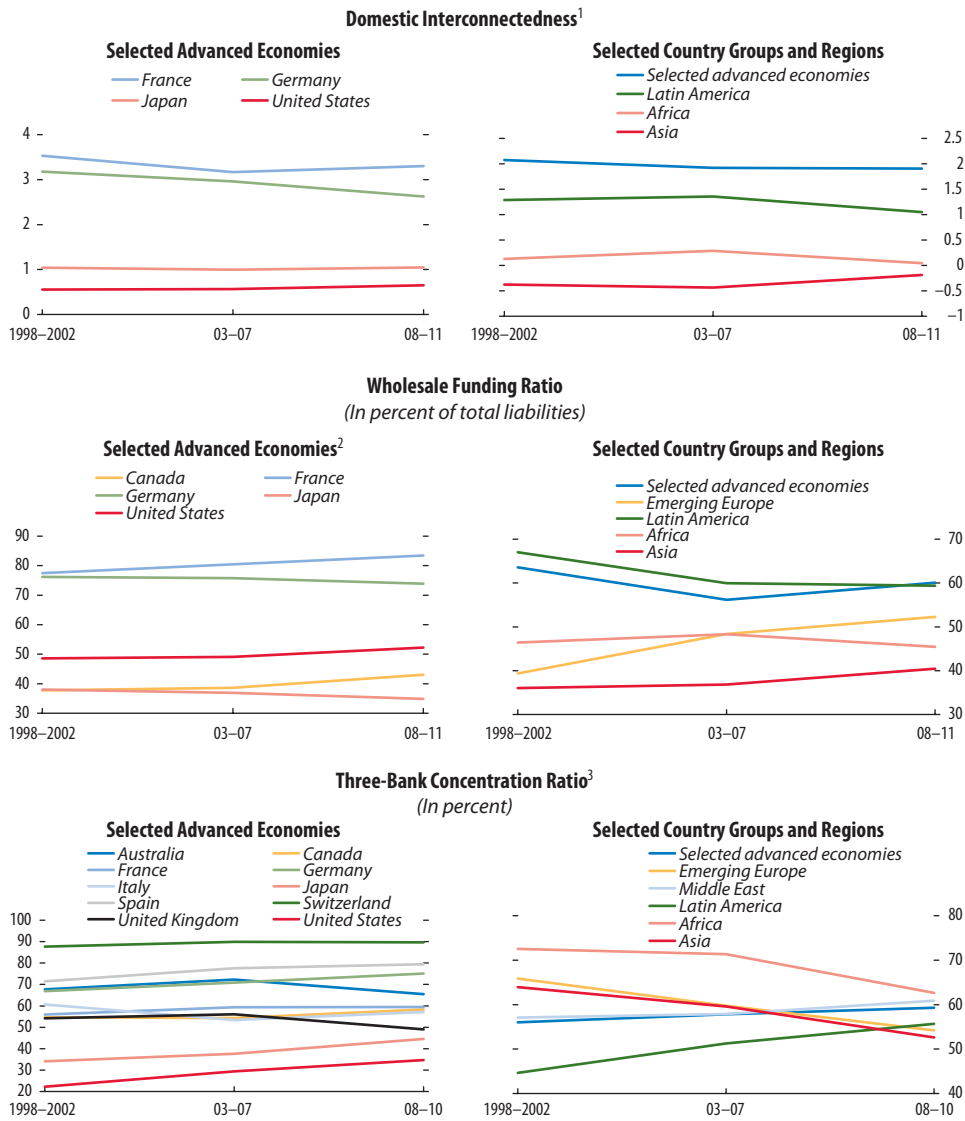 Domestic Interconnectedness1
Selected Advanced Economies
France
Germany
Japan
United States
4
3
2
1
0
1998–2002
03–07
08–11
Selected Country Groups and Regions
Selected advanced economies
Latin America
Africa
Asia
2.5
2
1.5
1
0.5
0
–0.5
–1
1998–2002
03–07
08–11
Wholesale Funding Ratio
(In percent of total liabilities)
Selected Advanced Economies2
Canada
France
Germany
Japan
United States
90
80
70
60
50
40
30
1998–2002
03–07
08–11
Selected Country Groups and Regions
Selected advanced economies
Emerging Europe
Latin America
Africa
Asia
70
60
50
40
30
1998–2002
03–07
08–11
Three-Bank Concentration Ratio3
(In percent)
Selected Advanced Economies
Australia
Canada
France
Germany
Italy
Japan
Spain
Switzerland
United Kingdom
United States
100
90
80
70
60
50
40
30
20
1998–2002
03–07
08–10
Selected Country Groups and Regions
Selected advanced economies
Emerging Europe
Middle East
Latin America
Africa
Asia
80
70
60
50
40
1998–2002
03–07
08–10